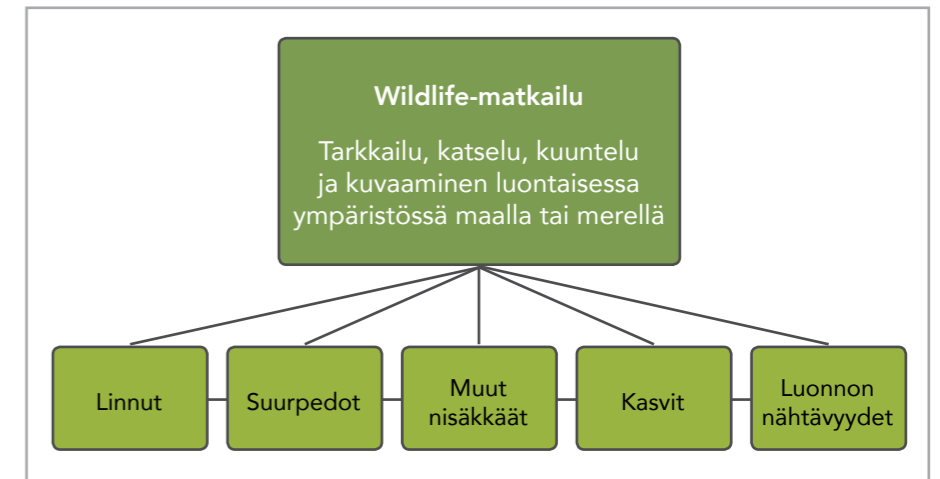 Wildlife-matkailu
Tarkkailu, katselu, kuuntelu
ja kuvaaminen luontaisessa
ympäristössä maalla tai merellä
Linnut
Suurpedot
Muut
nisäkkäät
Kasvit
Luonnon
nähtävyydet